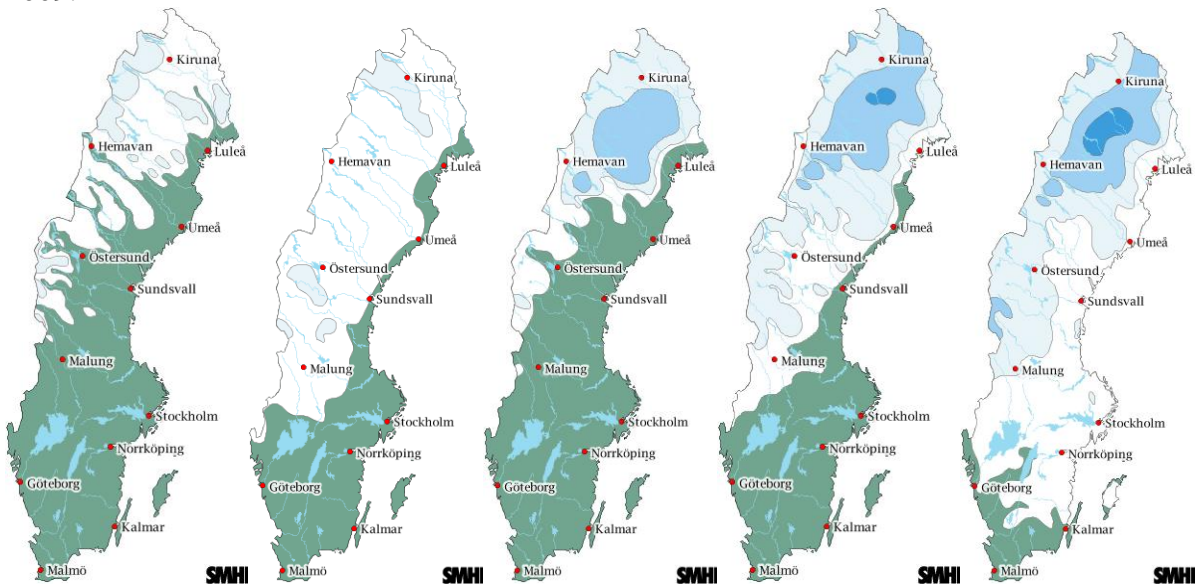 Kiruna
Hemavan
Luleå
Umeå
Östersund
Sundsvall
Malung
Stockholm
Norrköping
Göteborg
Kalmar
Malmö
SMHI
Kiruna
Hemavan
Luleå
Umeå
Östersund
Sundsvall
Malung
Stockholm
Norrköping
Göteborg
Kalmar
Malmö
SMHI
Kiruna
Hemavan
Luleå
Umeå
Östersund
Sundsvall
Malung
Stockholm
Norrköping
Göteborg
Kalmar
Malmö
SMHI
Kiruna
Hemavan
Luleå
Umeå
Östersund
Sundsvall
Malung
Stockholm
Norrköping
Göteborg
Kalmar
Malmö
SMHI
Kiruna
Hemavan
Luleå
Umeå
Östersund
Sundsvall
Malung
Stockholm
Norrköping
Göteborg
Kalmar
Malmö
SMHI